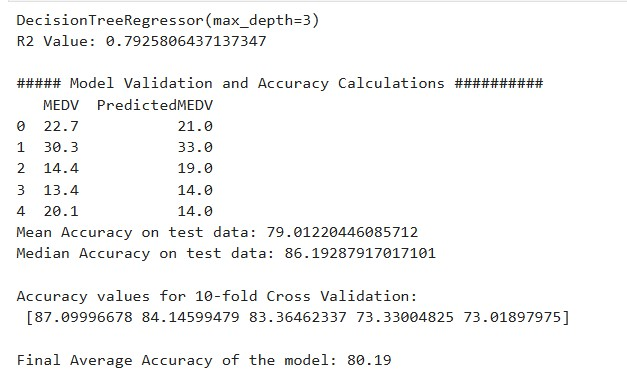 DecisionTreeRegressor(max_depth=3)
R2 Value: 0.7925806437137347
##### Model Validation and Accuracy Calculations ##########
MEDV PredictedMEDV
0 22.7 21.0
1 30.3 33.0
2 14.4 19.0
3 13.4 14.0
4 20.1 14.0
Mean Accuracy on test data: 79.01220446085712
Median Accuracy on test data: 86.19287917017101
Accuracy values for 10-fold Cross Validation:
[87.09996678 84.14599479 83.36462337 73.33004825 73.01897975]
Final Average Accuracy of the model: 80.19